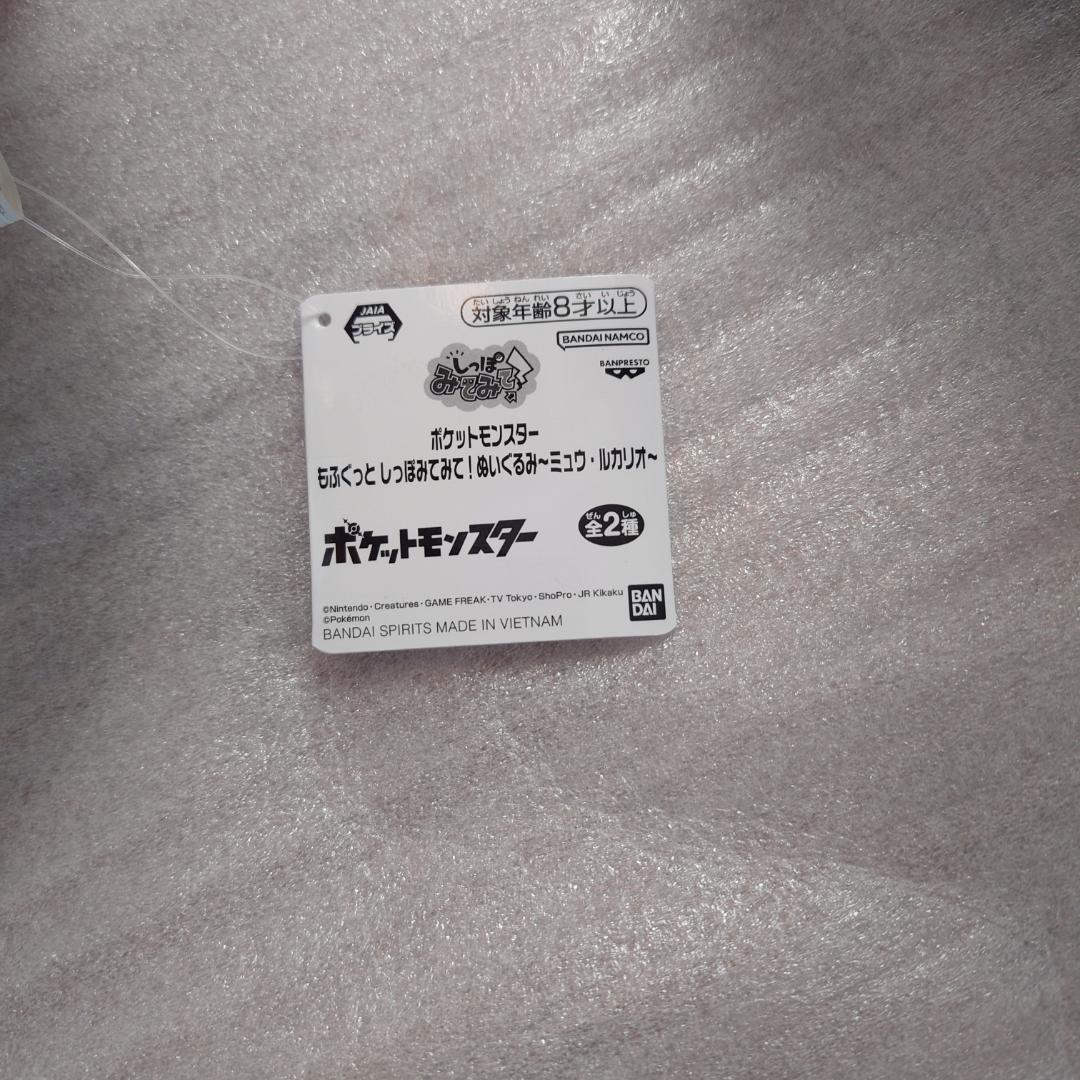 JAIA
プライズ
たいしょうねんれい さい いじょう
対象年齢8才以上
BANDAI NAMCO
BANPRESTO
しっぽ
みてみて!
ポケットモンスター
もふぐっと しっぽみてみて！ぬいぐるみ～ミュウ・ルカリオ～
ポケットモンスター
ぜん しゅ
全2種
©Nintendo・Creatures・GAME FREAK・TV Tokyo・ShoPro・JR Kikaku
©Pokémon
BANDAI SPIRITS MADE IN VIETNAM
BAN
DAI